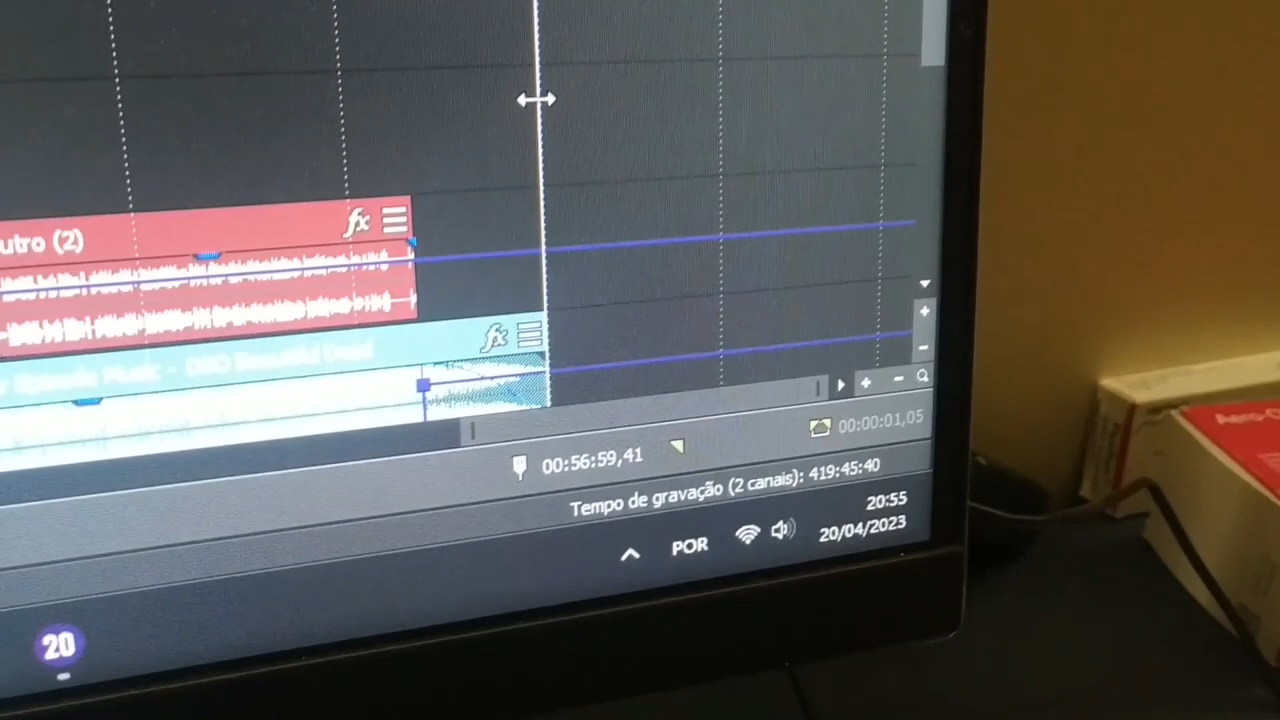 utro (2)
fx
fx
Music - DBO Beautiful Dead
00:56:59,41
00:00:01,05
Tempo de gravação (2 canais): 419:45:40
20:55
POR
20/04/2023
20
Aero-